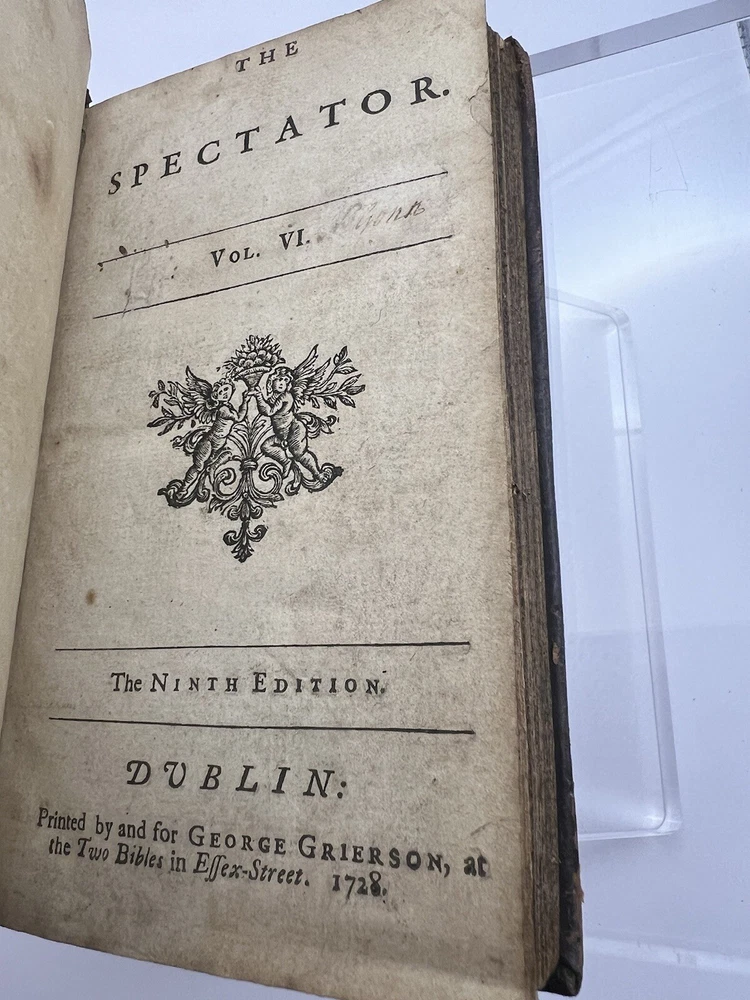 THE
SPECTATOR.
VOL. VI.
The NINTH EDITION.
DUBLIN:
Printed by and for GEORGE GRIERSON, at
the Two Bibles in Eſſex-Street. 1728.